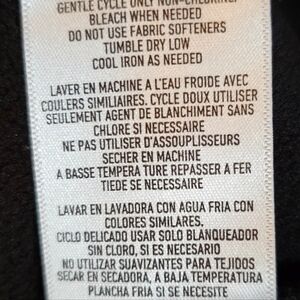 GENTLE CYCLE ONLY NON-CHLORINE
BLEACH WHEN NEEDED
DO NOT USE FABRIC SOFTENERS
TUMBLE DRY LOW
COOL IRON AS NEEDED
LAVER EN MACHINE A L'EAU FROIDE AVEC
COULERS SIMILIAIRES. CYCLE DOUX UTILISER
SEULEMENT AGENT DE BLANCHIMENT SANS
CHLORE SI NECESSAIRE
NE PAS UTILISER D'ASSOUPLISSEURS
SECHER EN MACHINE
A BASSE TEMPERA TURE REPASSER A FER
TIEDE SE NECESSAIRE
LAVAR EN LAVADORA CON AGUA FRIA CON
COLORES SIMILARES.
CICLO DELICADO USAR SOLO BLANQUEADOR
SIN CLORO, SI ES NECESARIO
NO UTILIZAR SUAVIZANTES PARA TEJIDOS
SECAR EN SECADORA, A BAJA TEMPERATURA
PLANCHA FRIA SI SE NECESITE